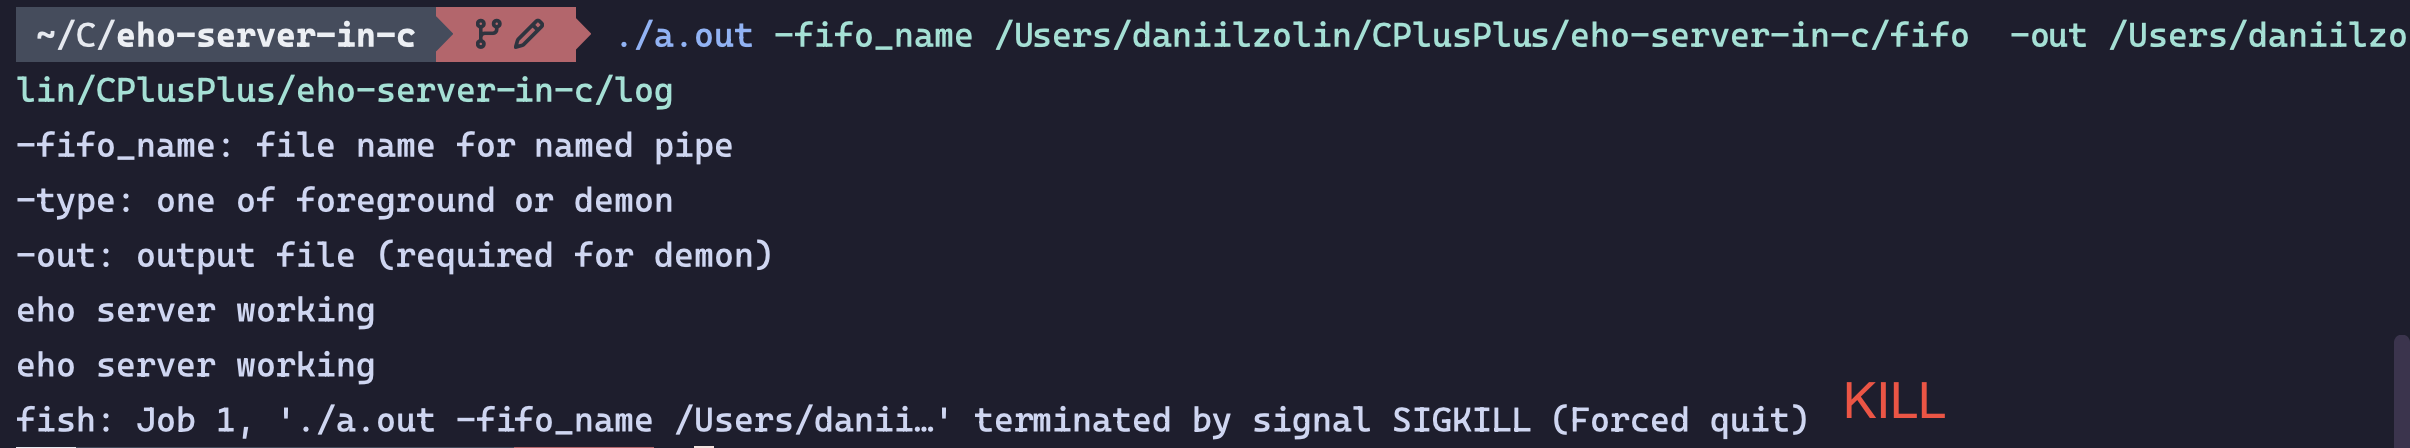 ~/C/eho-server-in-c ./a.out -fifo_name /Users/daniilzolin/CPlusPlus/eho-server-in-c/fifo  -out /Users/daniilzo
lin/CPlusPlus/eho-server-in-c/log
-fifo_name: file name for named pipe
-type: one of foreground or demon
-out: output file (required for demon)
eho server working
eho server working
fish: Job 1, './a.out -fifo_name /Users/danii…' terminated by signal SIGKILL (Forced quit) KILL